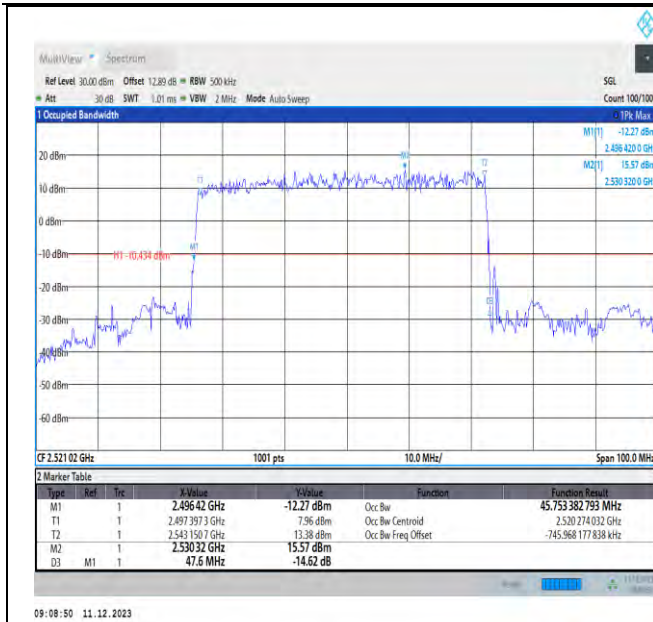 MultiView Spectrum
Ref Level 30.00 dBm Offset 12.89 dB RBW 500 kHz SGL
Att 30 dB SWT 1.01 ms VBW 2 MHz Mode Auto Sweep Count 100/100
1 Occupied Bandwidth 1Pk Max
M1[1] -12.27 dBm
2.496 420 0 GHz
M2[1] 15.57 dBm
2.530 320 0 GHz
20 dBm
M2
T1
T2
10 dBm
0 dBm
M1
-10 dBm
H1 -10.434 dBm
-20 dBm
-30 dBm
-40 dBm
-50 dBm
-60 dBm
CF 2.521 02 GHz 1001 pts 10.0 MHz/ Span 100.0 MHz
2 Marker Table
Type Ref Trc X-Value Y-Value Function Function Result
M1 1 2.496 42 GHz -12.27 dBm Occ Bw 45.753 382 793 MHz
T1 1 2.497 397 3 GHz 7.96 dBm Occ Bw Centroid 2.520 274 032 GHz
T2 1 2.543 150 7 GHz 13.38 dBm Occ Bw Freq Offset -745.968 177 838 kHz
M2 1 2.530 32 GHz 15.57 dBm
D3 M1 1 47.6 MHz -14.62 dB
09:08:50 11.12.2023